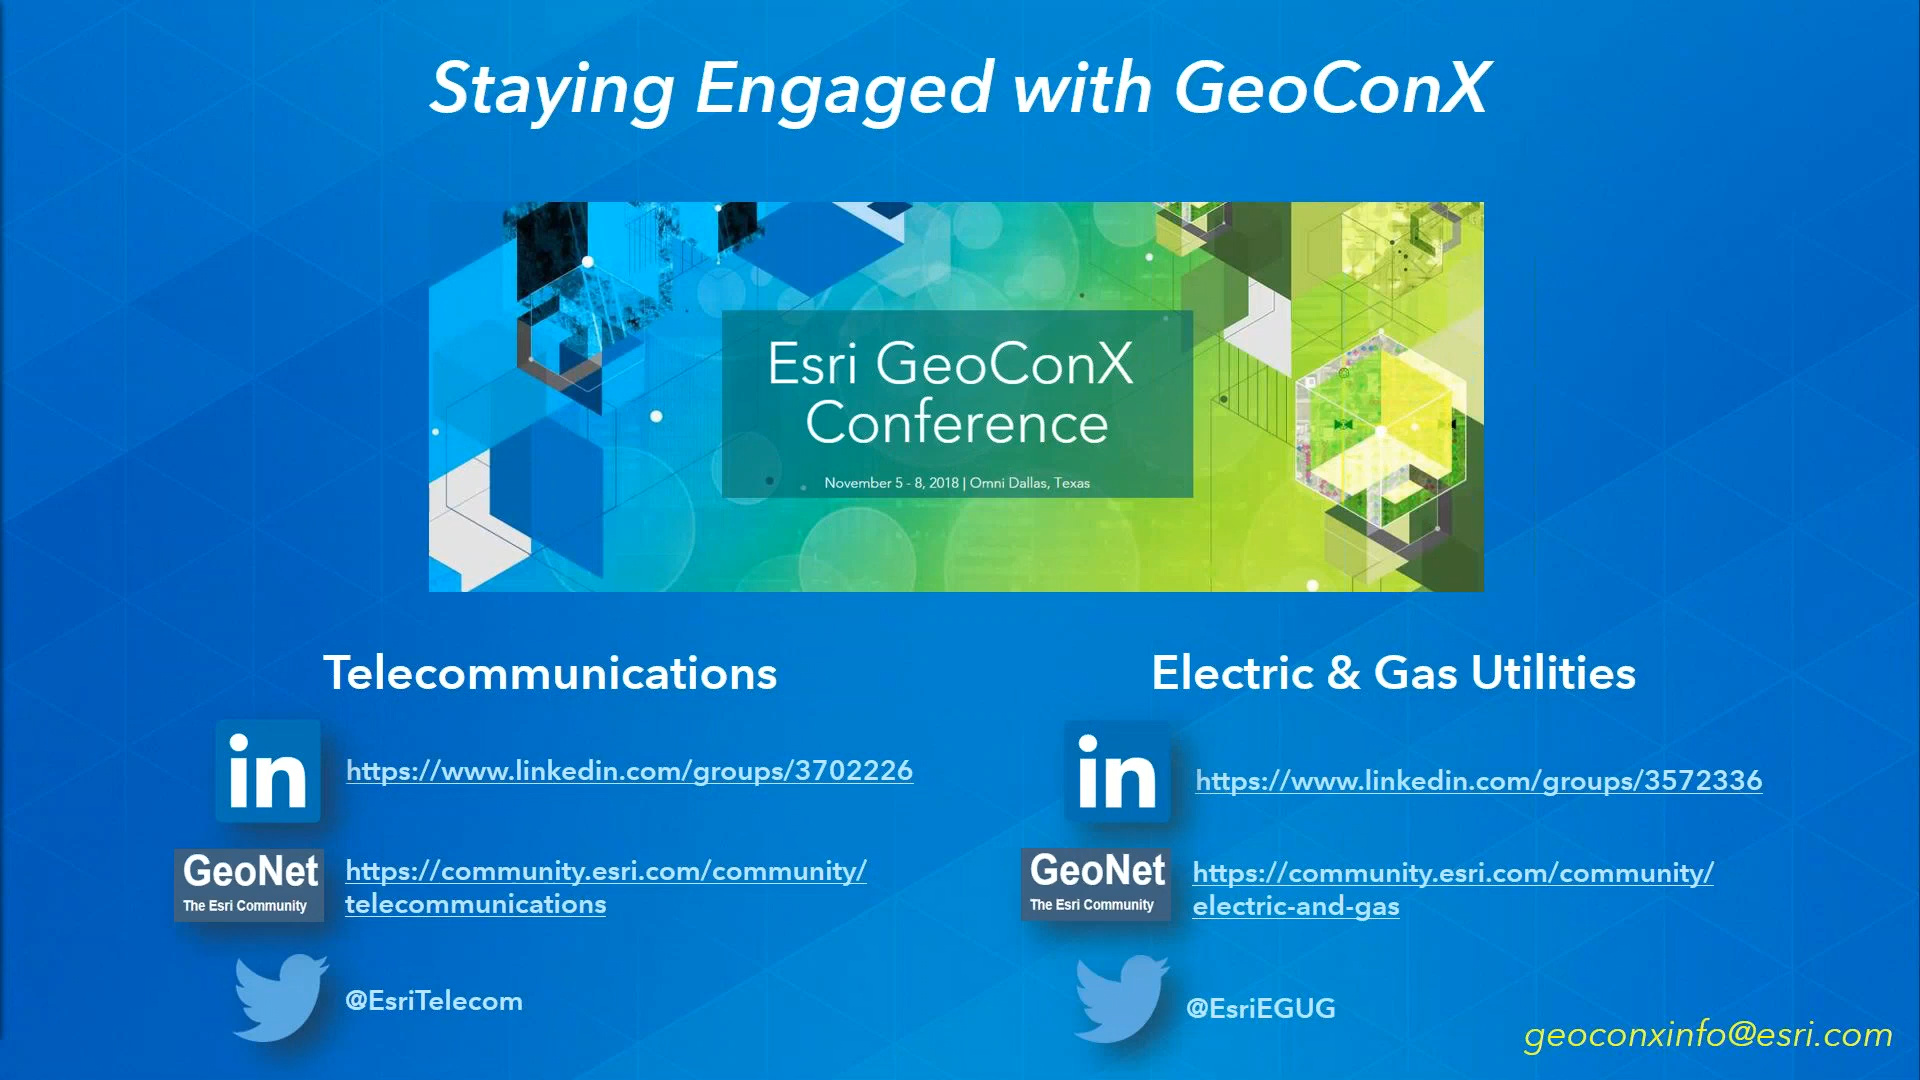 Staying Engaged with GeoConX
Esri GeoConX
Conference
November 5 - 8, 2018 | Omni Dallas, Texas
Telecommunications
in
https://www.linkedin.com/groups/3702226
GeoNet
The Esri Community
https://community.esri.com/community/
telecommunications
@EsriTelecom
Electric & Gas Utilities
in
https://www.linkedin.com/groups/3572336
GeoNet
The Esri Community
https://community.esri.com/community/
electric-and-gas
@EsriEGUG
geoconxinfo@esri.com